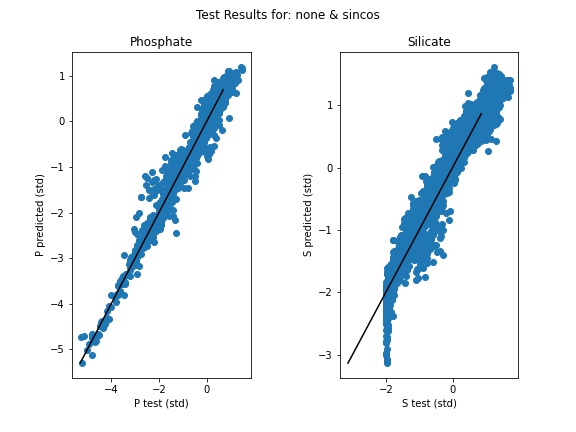 Test Results for: none & sincos
Phosphate
Silicate
1
0
−1
−2
−3
−4
−5
P predicted (std)
−4
−2
0
P test (std)
1
0
−1
−2
−3
S predicted (std)
−2
0
S test (std)